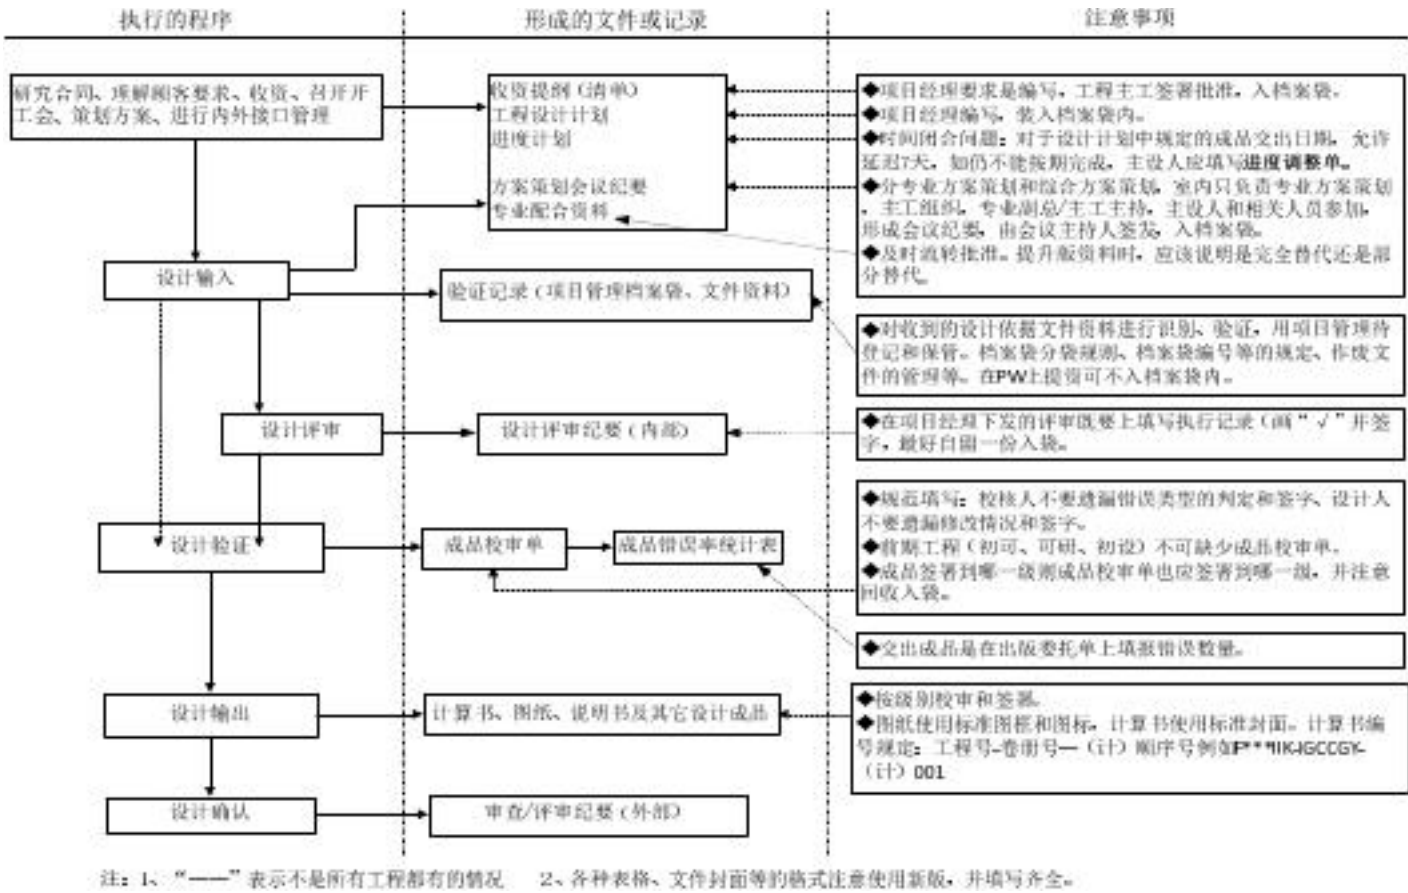 执行的程序
形成的文件或记录
注意事项
研究合同、理解顾客要求、收资、召开开
工会、策划方案、进行内外接口管理
收资提纲（清单）
工程设计计划
进度计划
方案策划会议纪要
专业配合资料
◆项目经理要求是编写，工程主工签署批准，入档案袋。
◆项目经理编写，装入档案袋内。
◆时间闭合问题：对于设计计划中规定的成品交出日期，允许
延迟7天，如仍不能按期完成，主设人应填写进度调整单。
◆分专业方案策划和综合方案策划，室内只负责专业方案策划
，主工组织，专业副总/主工主持，主设人和相关人员参加，
形成会议纪要，由会议主持人签发，入档案袋。
◆及时流转批准。提升版资料时，应该说明是完全替代还是部
分替代。
设计输入
验证记录（项目管理档案袋、文件资料）
◆对收到的设计依据文件资料进行识别、验证，用项目管理待
登记和保管。档案袋分袋规则、档案袋编号等的规定、作废文
件的管理等。在PW上提资可不入档案袋内。
设计评审
设计评审纪要（内部）
◆在项目经理下发的评审既要上填写执行记录（画“√”并签
字，最好自留一份入袋。
设计验证
成品校审单
成品错误率统计表
◆规范填写：校核人不要遗漏错误类型的判定和签字、设计人
不要遗漏修改情况和签字。
◆前期工程（初可、可研、初设）不可缺少成品校审单。
◆成品签署到哪一级则成品校审单也应签署到哪一级，并注意
回收入袋。
◆交出成品是在出版委托单上填报错误数量。
设计输出
计算书、图纸、说明书及其它设计成品
◆按级别校审和签署。
◆图纸使用标准图框和图标，计算书使用标准封面。计算书编
号规定：工程号-卷册号—（计）顺序号例如
（计）001
设计确认
审查/评审纪要（外部）
注：1、“——”表示不是所有工程都有的情况 2、各种表格、文件封面等的格式注意使用新版，并填写齐全。